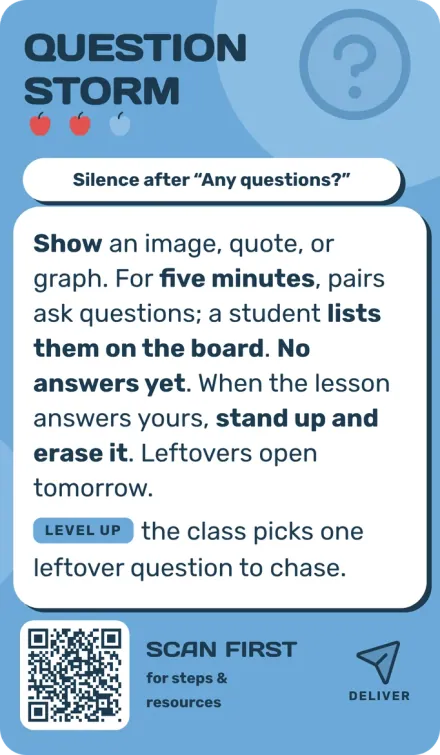 QUESTION
STORM
Silence after “Any questions?”
Show an image, quote, or
graph. For five minutes, pairs
ask questions; a student lists
them on the board. No
answers yet. When the lesson
answers yours, stand up and
erase it. Leftovers open
tomorrow.
LEVEL UP the class picks one
leftover question to chase.
SCAN FIRST
for steps &
resources
DELIVER